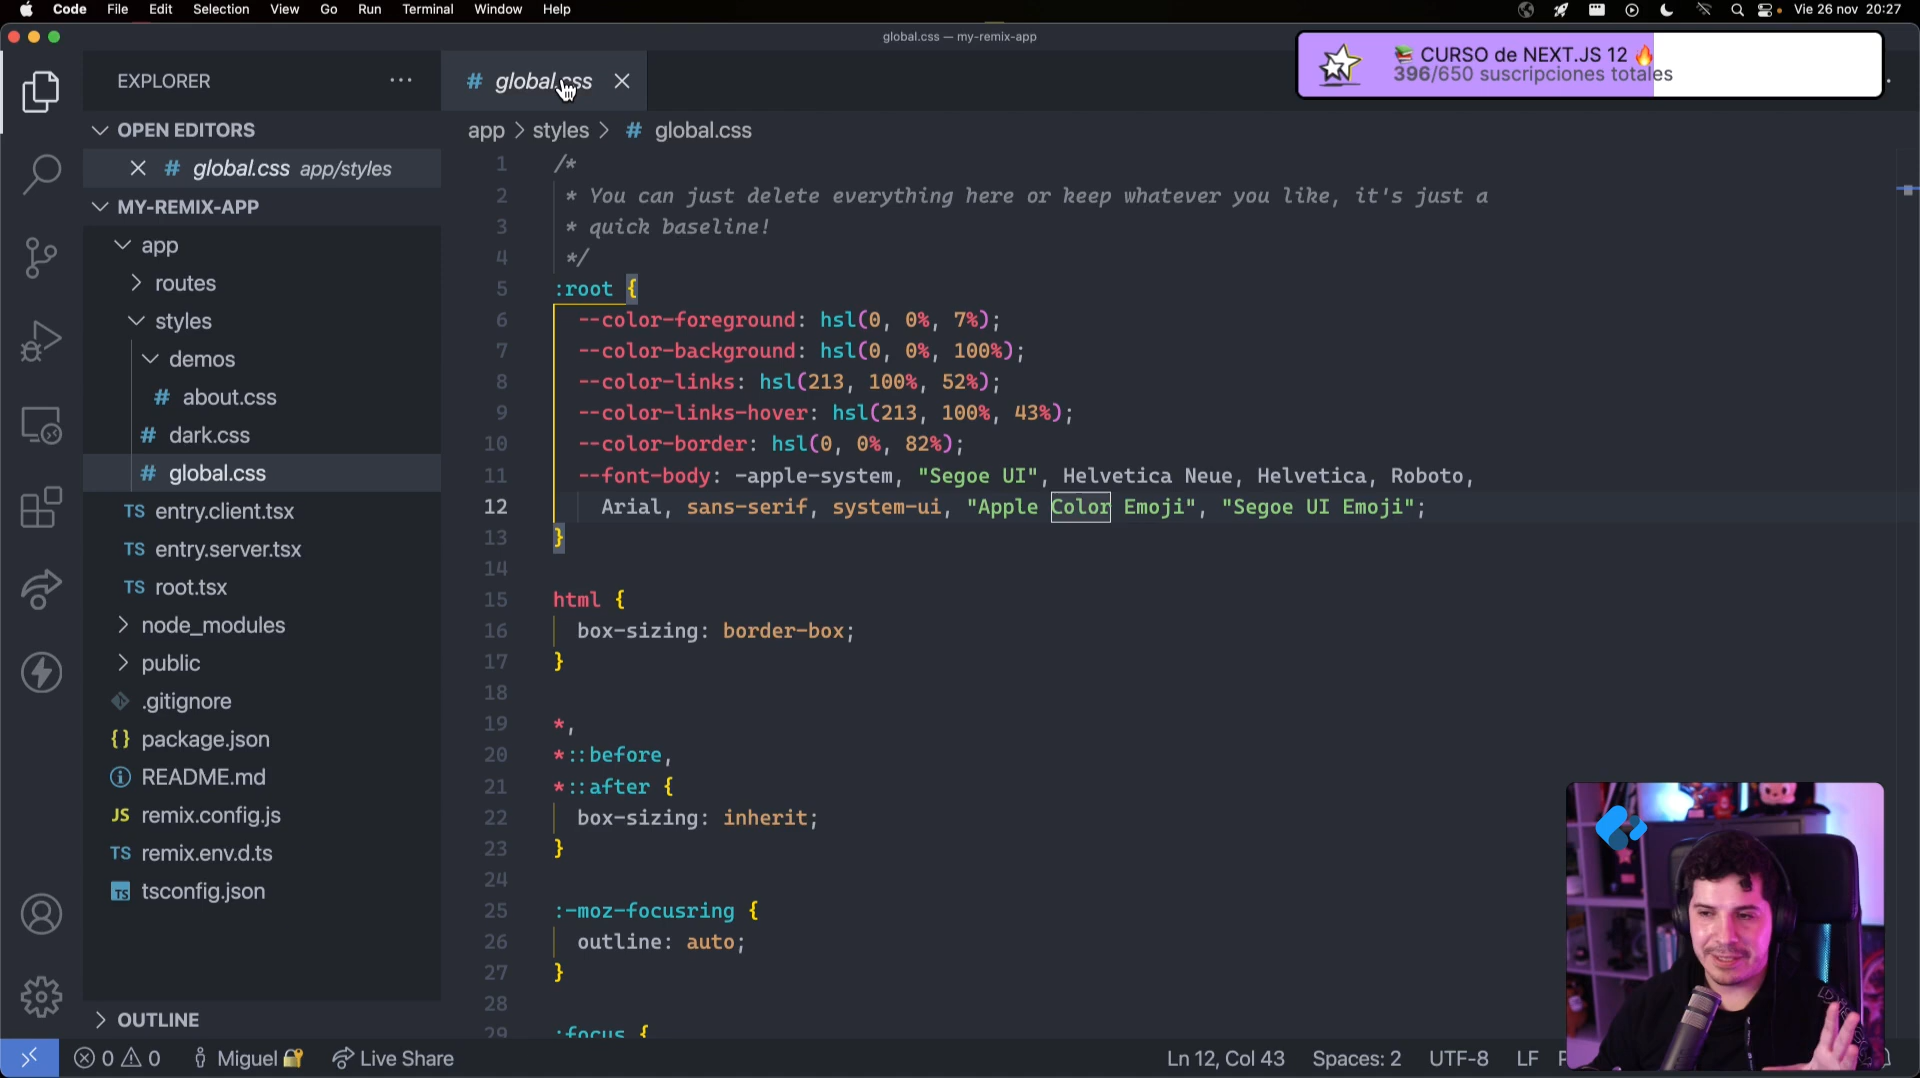 Code File Edit Selection View Go Run Terminal Window Help
Vie 26 nov 20:27
global.css — my-remix-app
📚 CURSO de NEXT.JS 12 🔥
396/650 suscripciones totales
EXPLORER
# global.css
OPEN EDITORS
# global.css app/styles
MY-REMIX-APP
app
routes
styles
demos
# about.css
# dark.css
# global.css
TS entry.client.tsx
TS entry.server.tsx
TS root.tsx
node_modules
public
.gitignore
{} package.json
README.md
JS remix.config.js
TS remix.env.d.ts
TS tsconfig.json
OUTLINE
app > styles > # global.css
1 /*
2 * You can just delete everything here or keep whatever you like, it's just a
3 * quick baseline!
4 */
5 :root {
6 --color-foreground: hsl(0, 0%, 7%);
7 --color-background: hsl(0, 0%, 100%);
8 --color-links: hsl(213, 100%, 52%);
9 --color-links-hover: hsl(213, 100%, 43%);
10 --color-border: hsl(0, 0%, 82%);
11 --font-body: -apple-system, "Segoe UI", Helvetica Neue, Helvetica, Roboto,
12 Arial, sans-serif, system-ui, "Apple Color Emoji", "Segoe UI Emoji";
13 }
14
15 html {
16 box-sizing: border-box;
17 }
18
19 *,
20 *::before,
21 *::after {
22 box-sizing: inherit;
23 }
24
25 :-moz-focusring {
26 outline: auto;
27 }
28
29 :focus {
0 0 Miguel 🔐 Live Share
Ln 12, Col 43 Spaces: 2 UTF-8 LF